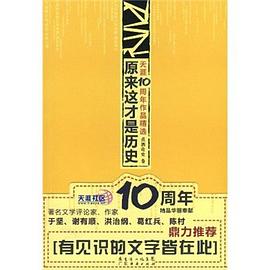 天涯10周年作品精选
原来这才是历史
天涯社区
10周年
精品华丽奉献
著名文学评论家、作家
于坚、谢有顺、洪治纲、葛红兵、陈村
鼎力推荐
[有见识的文字皆在此]